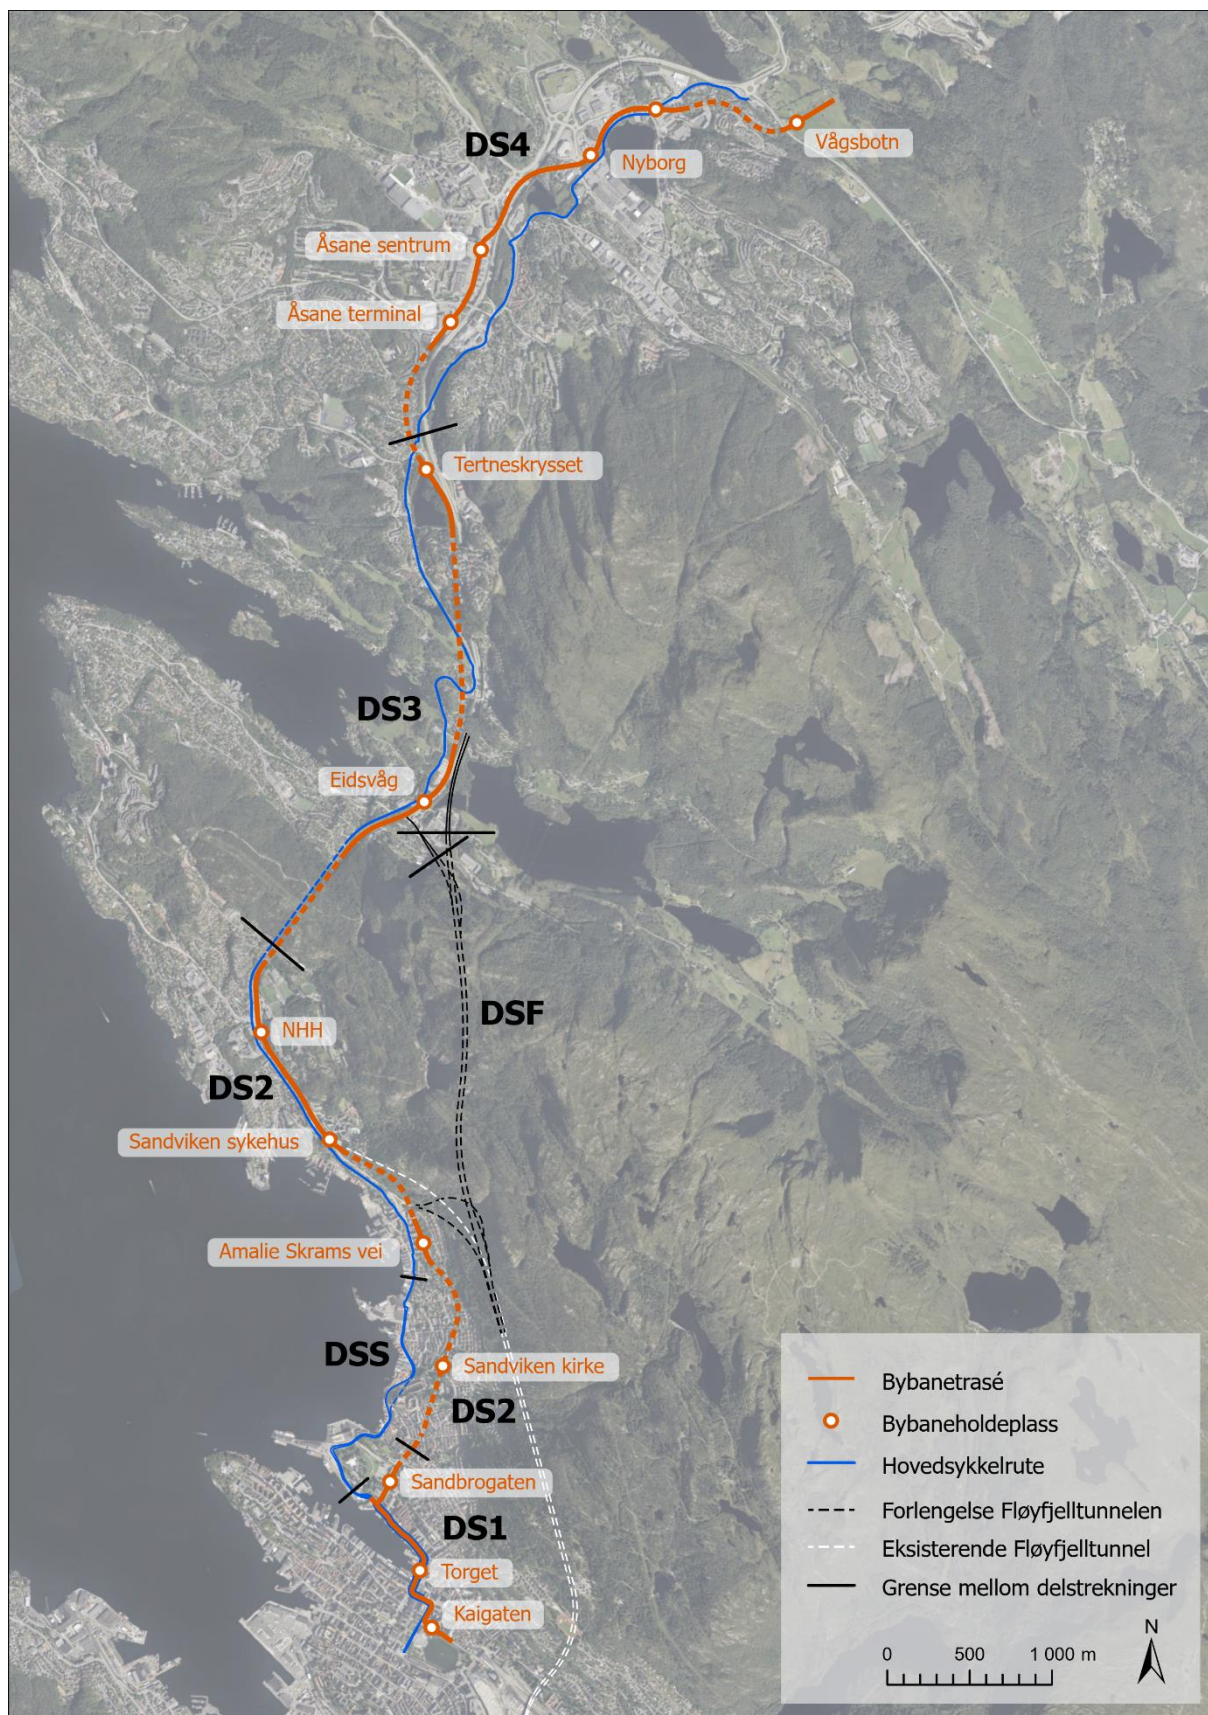 DS4
Vågsbotn
Nyborg
Åsane sentrum
Åsane terminal
Tertneskrysset
DS3
Eidsvåg
DSF
NHH
DS2
Sandviken sykehus
Amalie Skrams vei
DSS
Sandviken kirke
DS2
Sandbrogaten
DS1
Torget
Kaigaten
Bybanetrasé
Bybaneholdeplass
Hovedsykkelrute
Forlengelse Fløyfjelltunnelen
Eksisterende Fløyfjelltunnel
Grense mellom delstrekninger
N
0 500 1 000 m